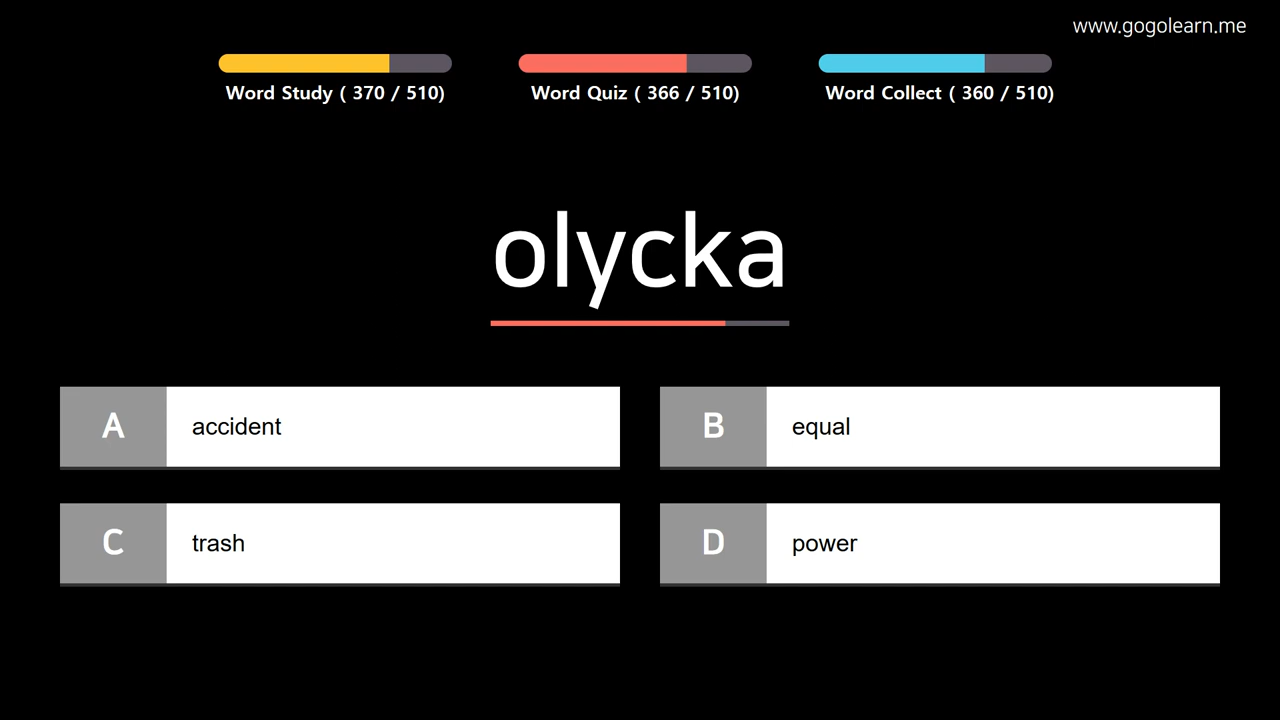 www.gogolearn.me
Word Study ( 370 / 510)
Word Quiz ( 366 / 510)
Word Collect ( 360 / 510)
olycka
A accident
B equal
C trash
D power